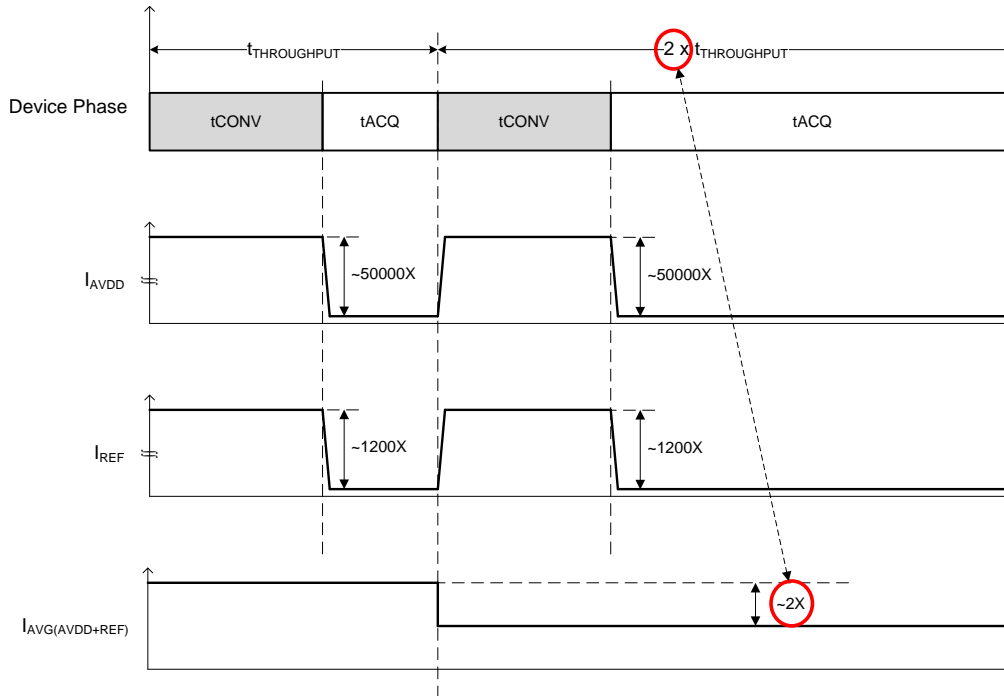 tTHROUGHPUT
2 x tTHROUGHPUT
Device Phase
tCONV
tACQ
tCONV
tACQ
IAVDD
~50000X
~50000X
IREF
~1200X
~1200X
IAVG(AVDD+REF)
~2X